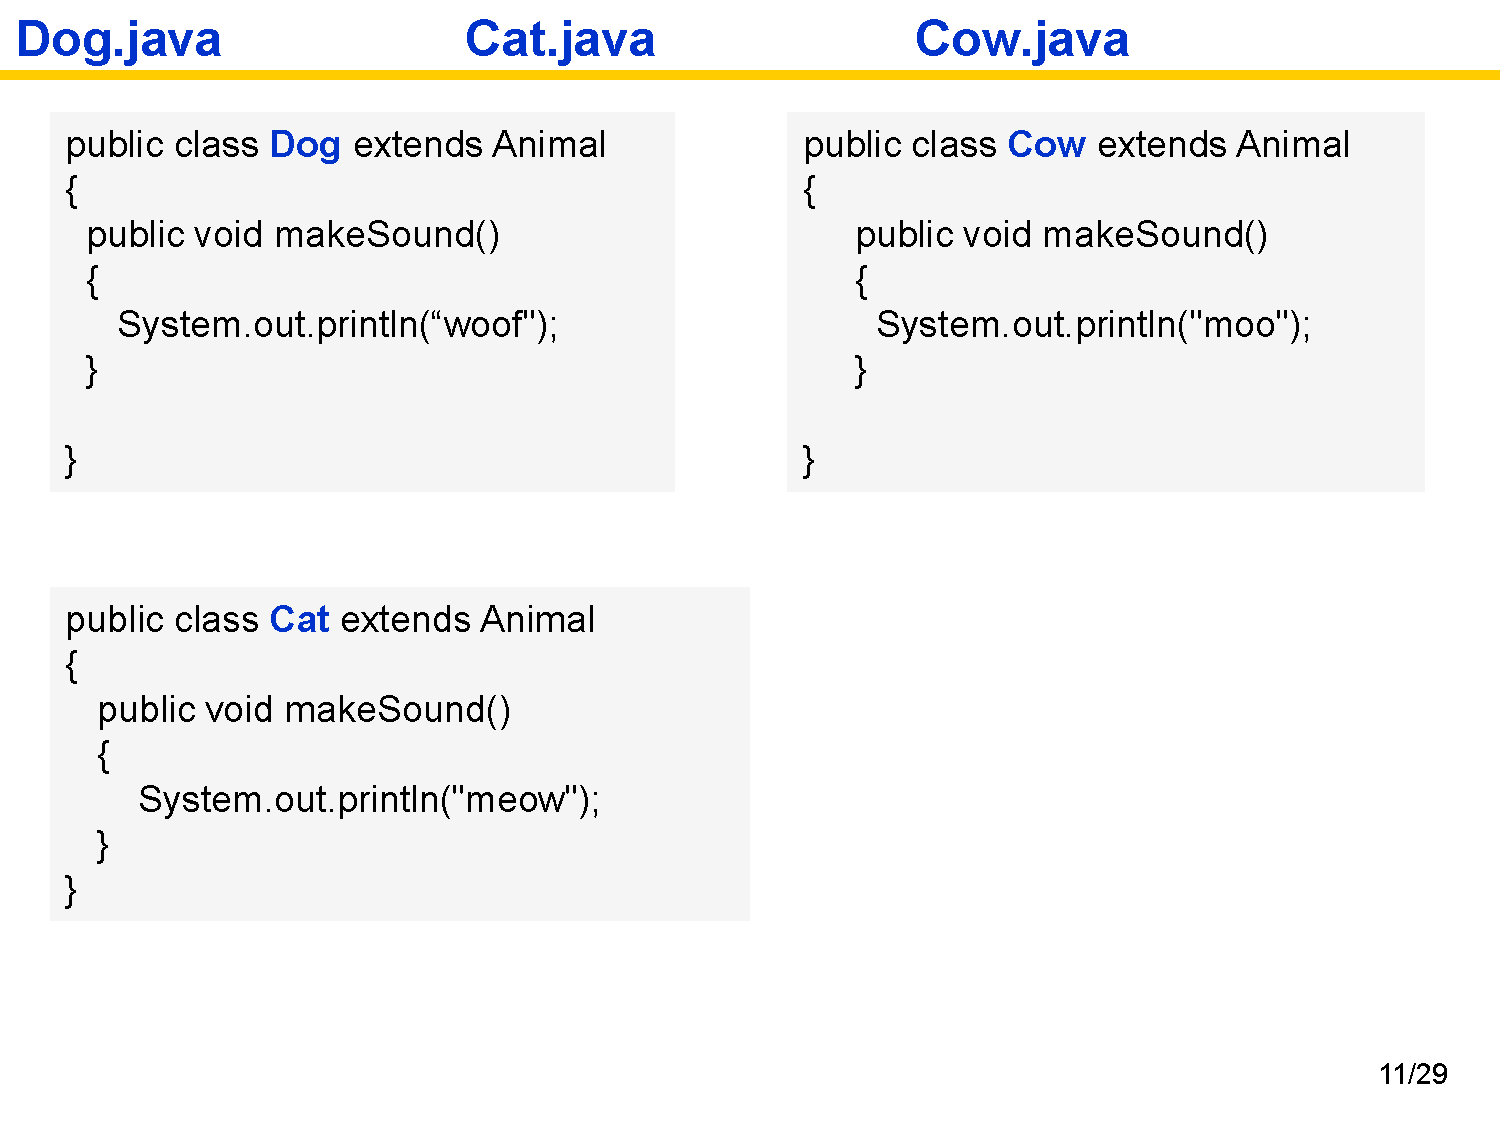 Dog.java Cat.java Cow.java
public class Dog extends Animal
{
public void makeSound()
{
System.out.println(“woof");
}
}
public class Cow extends Animal
{
public void makeSound()
{
System.out.println("moo");
}
}
public class Cat extends Animal
{
public void makeSound()
{
System.out.println("meow");
}
}
11/29